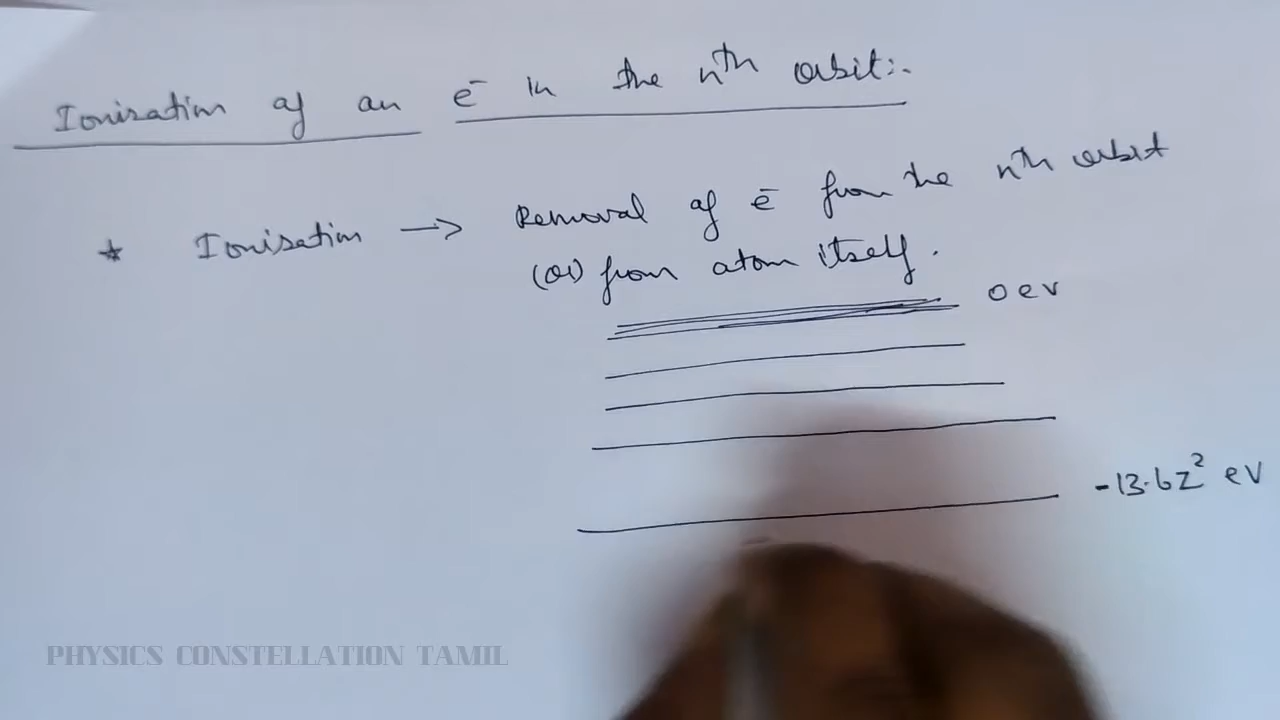 Ionisation of an e⁻ in the nᵗʰ orbit:-
* Ionisation → Removal of e⁻ from the nᵗʰ orbit
(or) from atom itself.
0 ev
-13.6Z² eV
PHYSICS CONSTELLATION TAMIL